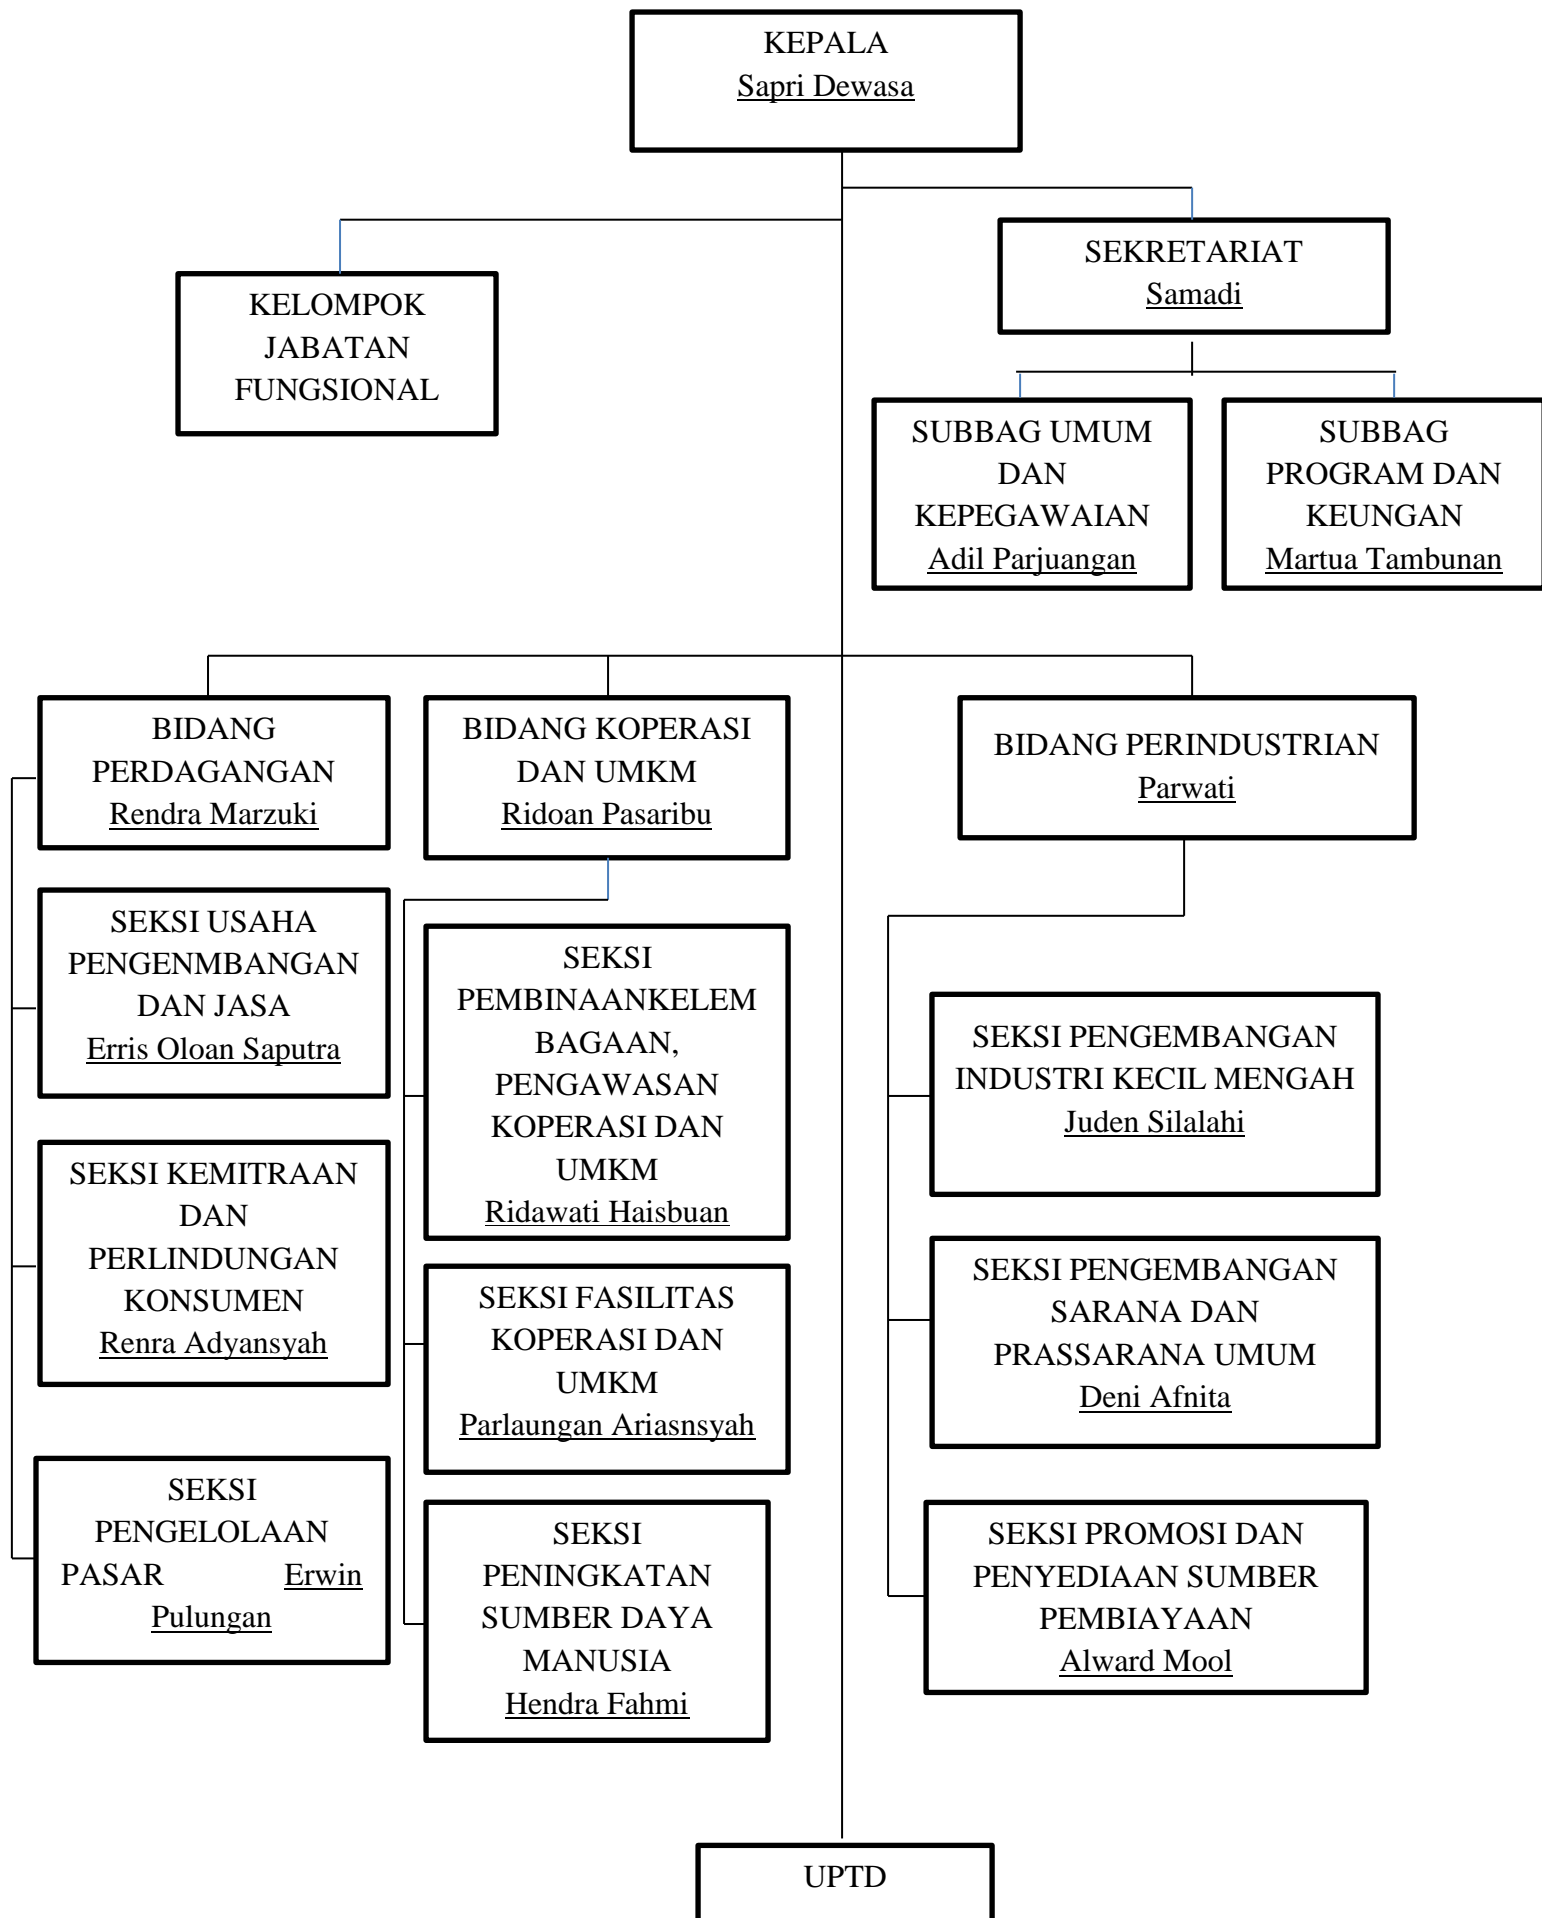 KEPALA
Sapri Dewasa
SEKRETARIAT
Samadi
KELOMPOK
JABATAN
FUNGSIONAL
SUBBAG UMUM
DAN
KEPEGAWAIAN
Adil Parjuangan
SUBBAG
PROGRAM DAN
KEUNGAN
Martua Tambunan
BIDANG
PERDAGANGAN
Rendra Marzuki
BIDANG KOPERASI
DAN UMKM
Ridoan Pasaribu
BIDANG PERINDUSTRIAN
Parwati
SEKSI USAHA
PENGENMBANGAN
DAN JASA
Erris Oloan Saputra
SEKSI KEMITRAAN
DAN
PERLINDUNGAN
KONSUMEN
Renra Adyansyah
SEKSI
PENGELOLAAN
PASAR Erwin
Pulungan
SEKSI
PEMBINAANKELEM
BAGAAN,
PENGAWASAN
KOPERASI DAN
UMKM
Ridawati Haisbuan
SEKSI FASILITAS
KOPERASI DAN
UMKM
Parlaungan Ariasnsyah
SEKSI
PENINGKATAN
SUMBER DAYA
MANUSIA
Hendra Fahmi
SEKSI PENGEMBANGAN
INDUSTRI KECIL MENGAH
Juden Silalahi
SEKSI PENGEMBANGAN
SARANA DAN
PRASSARANA UMUM
Deni Afnita
SEKSI PROMOSI DAN
PENYEDIAAN SUMBER
PEMBIAYAAN
Alward Mool
UPTD